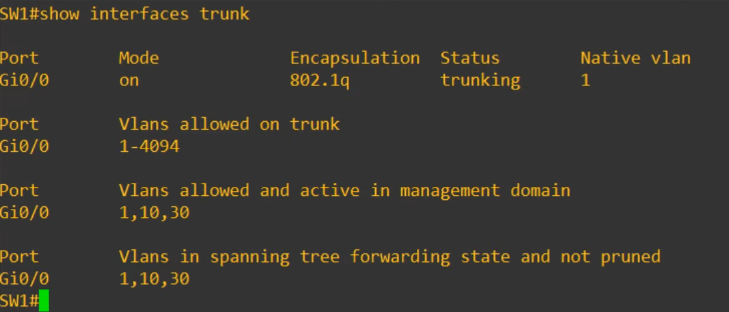 SW1#show interfaces trunk
Port Mode Encapsulation Status Native vlan
Gi0/0 on 802.1q trunking 1
Port Vlans allowed on trunk
Gi0/0 1-4094
Port Vlans allowed and active in management domain
Gi0/0 1,10,30
Port Vlans in spanning tree forwarding state and not pruned
Gi0/0 1,10,30
SW1#